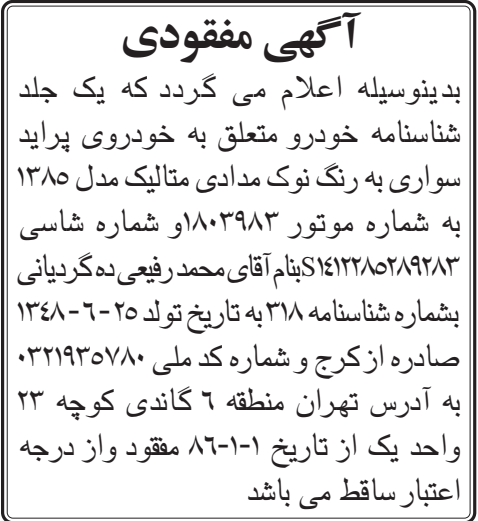 آگهی مفقودی
بدینوسیله اعلام می گردد که یک جلد
شناسنامه خودرو متعلق به خودروی پراید
سواری به رنگ نوک مدادی متالیک مدل ۱۳۸۵
به شماره موتور ۱۸۰۳۹۸۳و شماره شاسی
S۱۴۱۲۲۸۵۲۸۹۲۸۳بنام آقای محمدرفیعی ده گردیانی
بشماره شناسنامه ۳۱۸ به تاریخ تولد ۲۵-۶-۱۳۴۸
صادره از کرج و شماره کد ملی ۰۳۲۱۹۳۵۷۸۰
به آدرس تهران منطقه ۶ گاندی کوچه ۲۳
واحد یک از تاریخ ۱-۱-۸۶ مفقود واز درجه
اعتبار ساقط می باشد